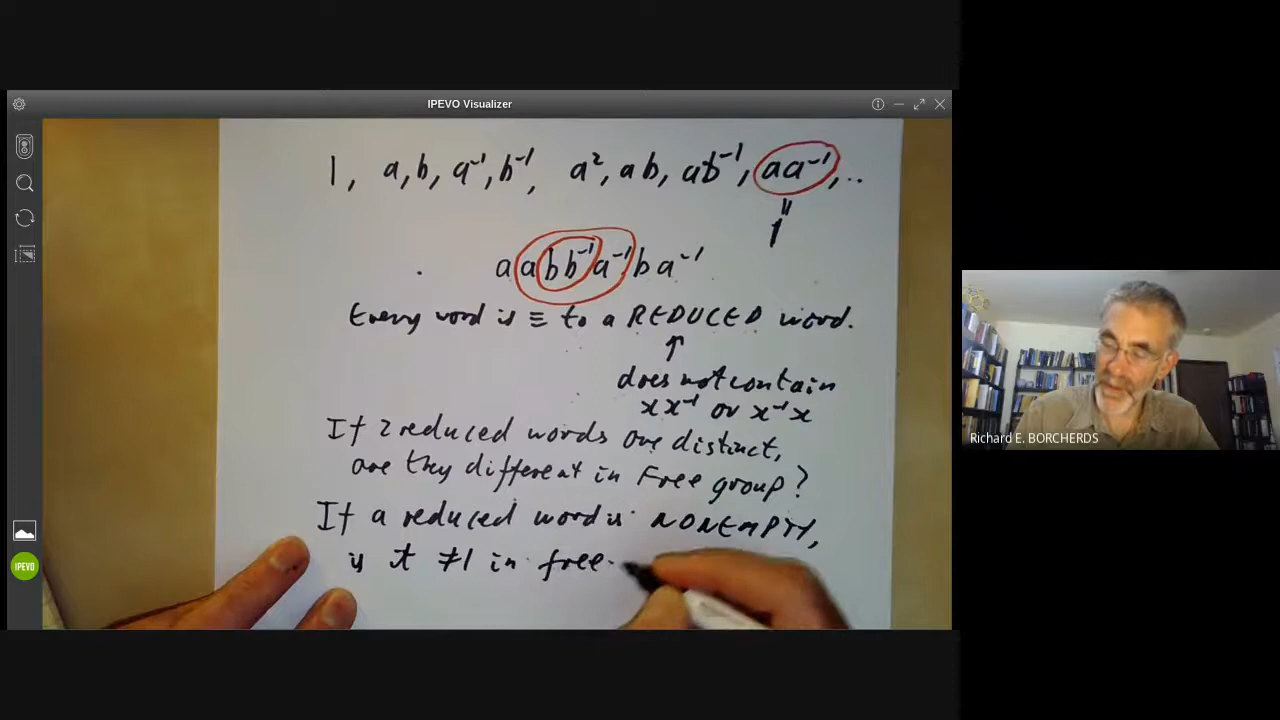 IPEVO Visualizer
1, a, b, a⁻¹, b⁻¹, a², ab, ab⁻¹, aa⁻¹, ..
"
1
a a b b⁻¹ a⁻¹ b a⁻¹
Every word is ≡ to a REDUCED word.
↑
does not contain
x x⁻¹ or x⁻¹ x
If 2 reduced words are distinct,
are they different in Free group?
If a reduced word is NONEMPTY,
is it ≠1 in free
Richard E. BORCHERDS
IPEVO